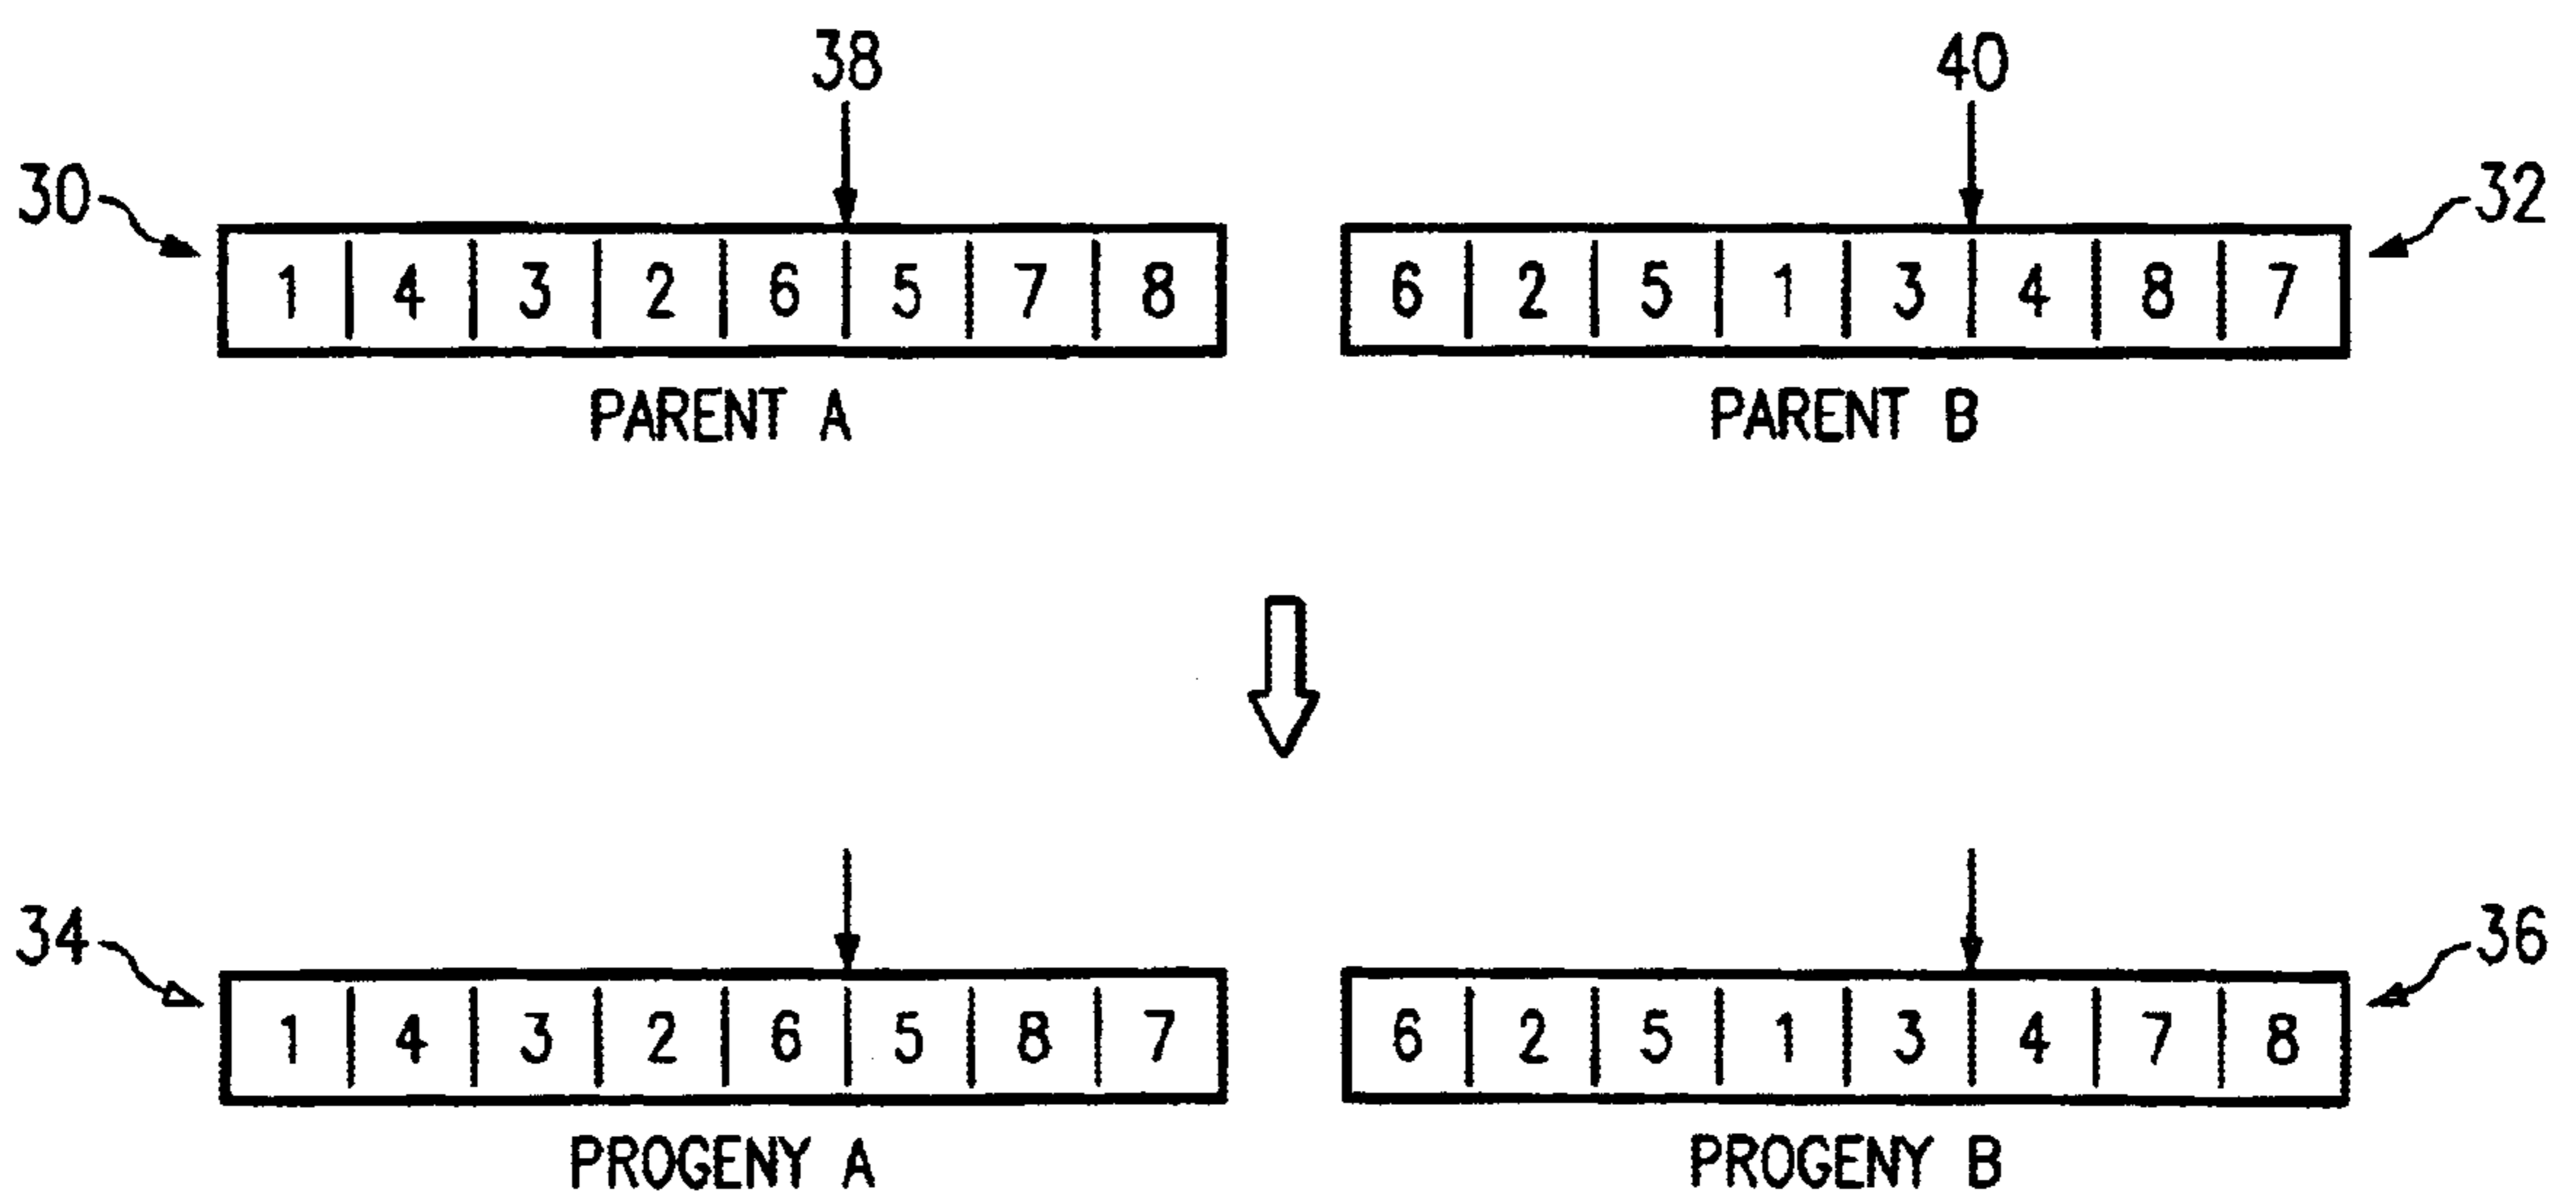 38 40
30 32
1 4 3 2 6 5 7 8 6 2 5 1 3 4 8 7
PARENT A PARENT B
34 36
1 4 3 2 6 5 8 7 6 2 5 1 3 4 7 8
PROGENY A PROGENY B